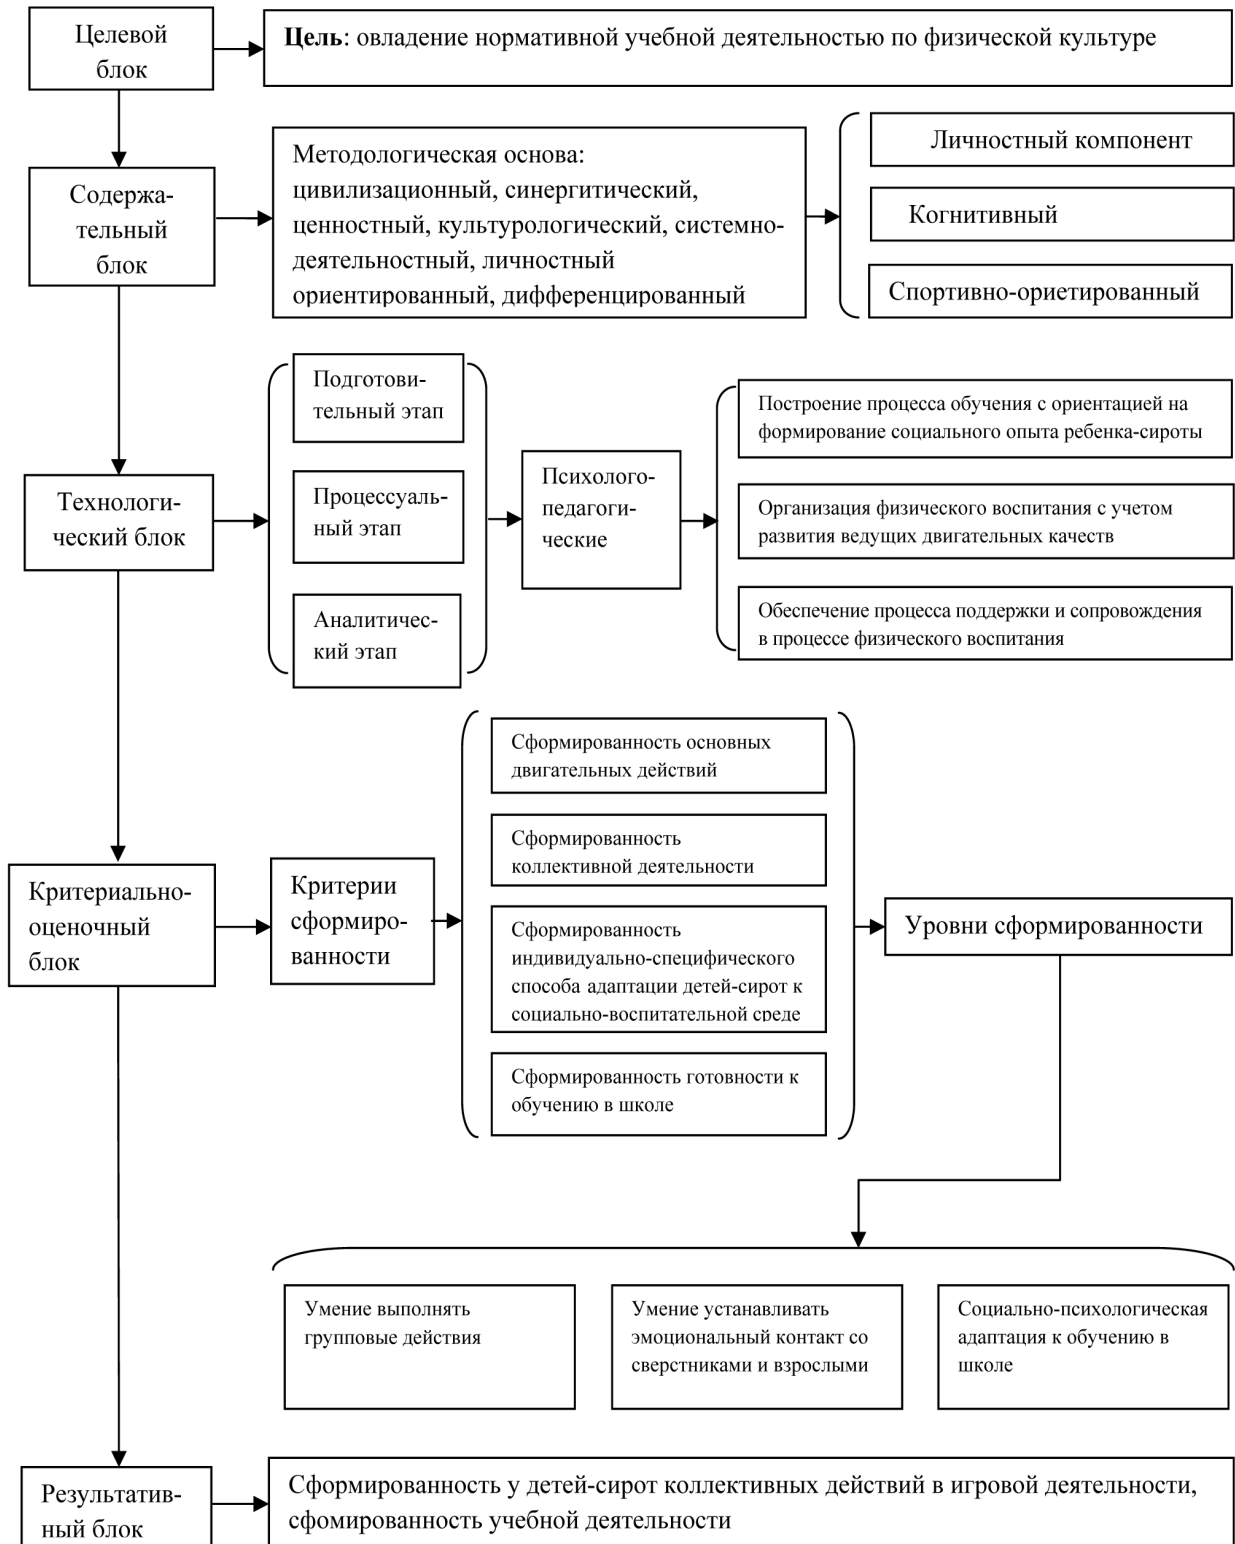 Целевой
блок
Цель: овладение нормативной учебной деятельностью по физической культуре
Содержа-
тельный
блок
Методологическая основа:
цивилизационный, синергитический,
ценностный, культурологический, системно-
деятельностный, личностный
ориентированный, дифференцированный
Личностный компонент
Когнитивный
Спортивно-ориетированный
Технологи-
ческий блок
Подготови-
тельный этап
Процессуаль-
ный этап
Аналитичес-
кий этап
Психолого-
педагоги-
ческие
Построение процесса обучения с ориентацией на
формирование социального опыта ребенка-сироты
Организация физического воспитания с учетом
развития ведущих двигательных качеств
Обеспечение процесса поддержки и сопровождения
в процессе физического воспитания
Критериально-
оценочный
блок
Критерии
сформиро-
ванности
Сформированность основных
двигательных действий
Сформированность
коллективной деятельности
Сформированность
индивидуально-специфического
способа адаптации детей-сирот к
социально-воспитательной среде
Сформированность готовности к
обучению в школе
Уровни сформированности
Умение выполнять
групповые действия
Умение устанавливать
эмоциональный контакт со
сверстниками и взрослыми
Социально-психологическая
адаптация к обучению в
школе
Результатив-
ный блок
Сформированность у детей-сирот коллективных действий в игровой деятельности,
сфомированность учебной деятельности